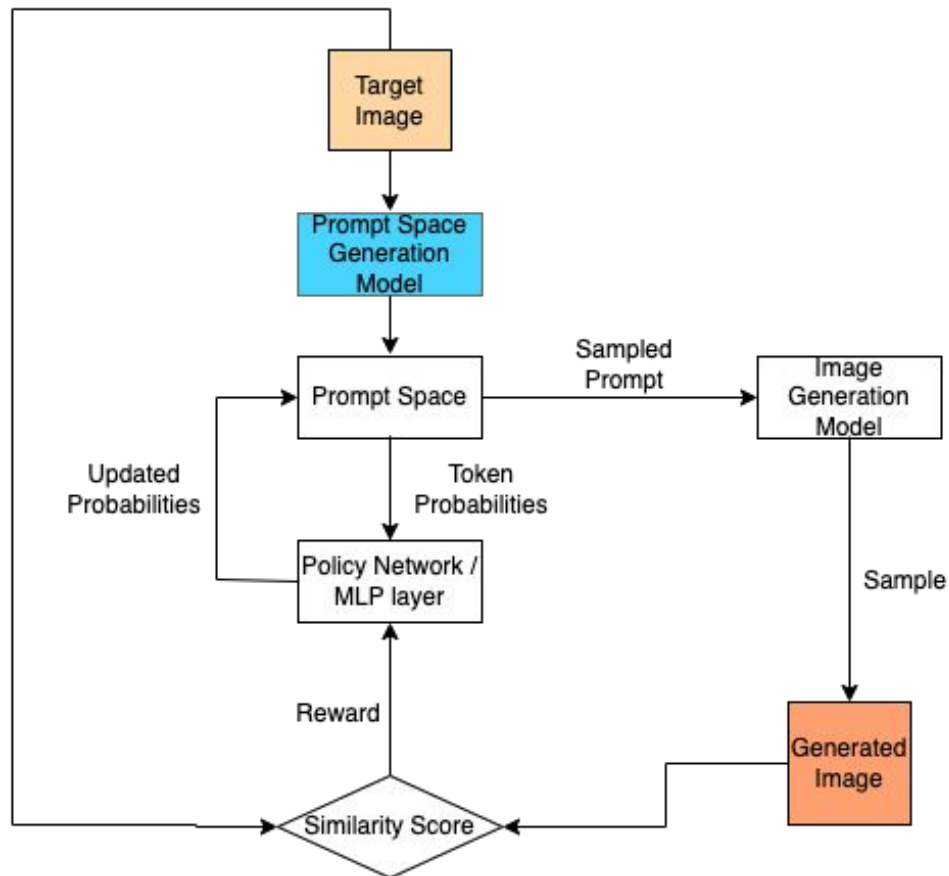 Target
Image
Prompt Space
Generation
Model
Prompt Space
Sampled
Prompt
Image
Generation
Model
Updated
Probabilities
Token
Probabilities
Policy Network /
MLP layer
Sample
Reward
Generated
Image
Similarity Score